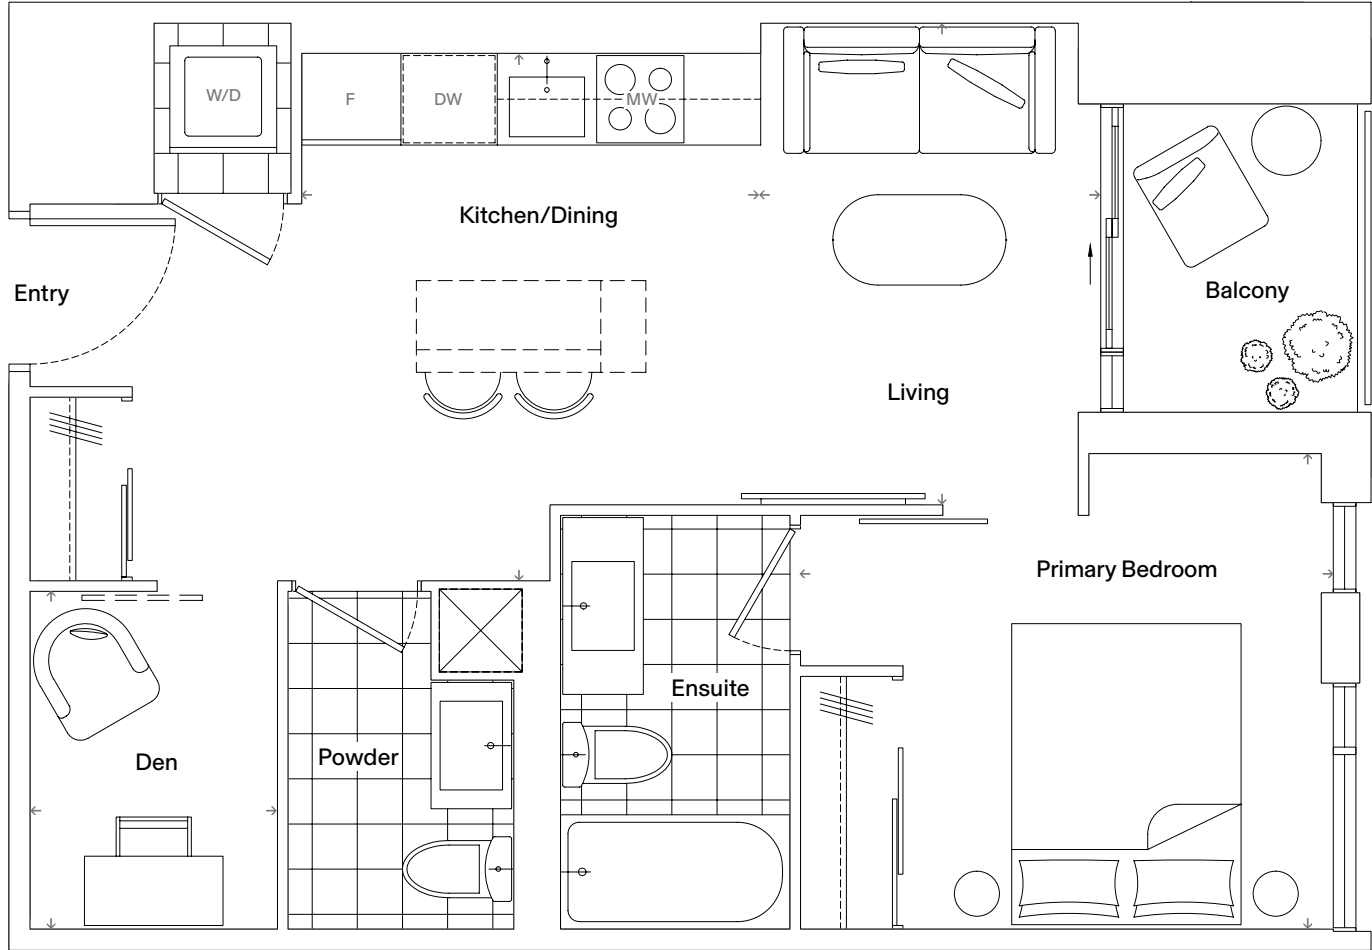 W/D
F
DW
MW
Kitchen/Dining
Entry
Balcony
Living
Primary Bedroom
Ensuite
Powder
Den